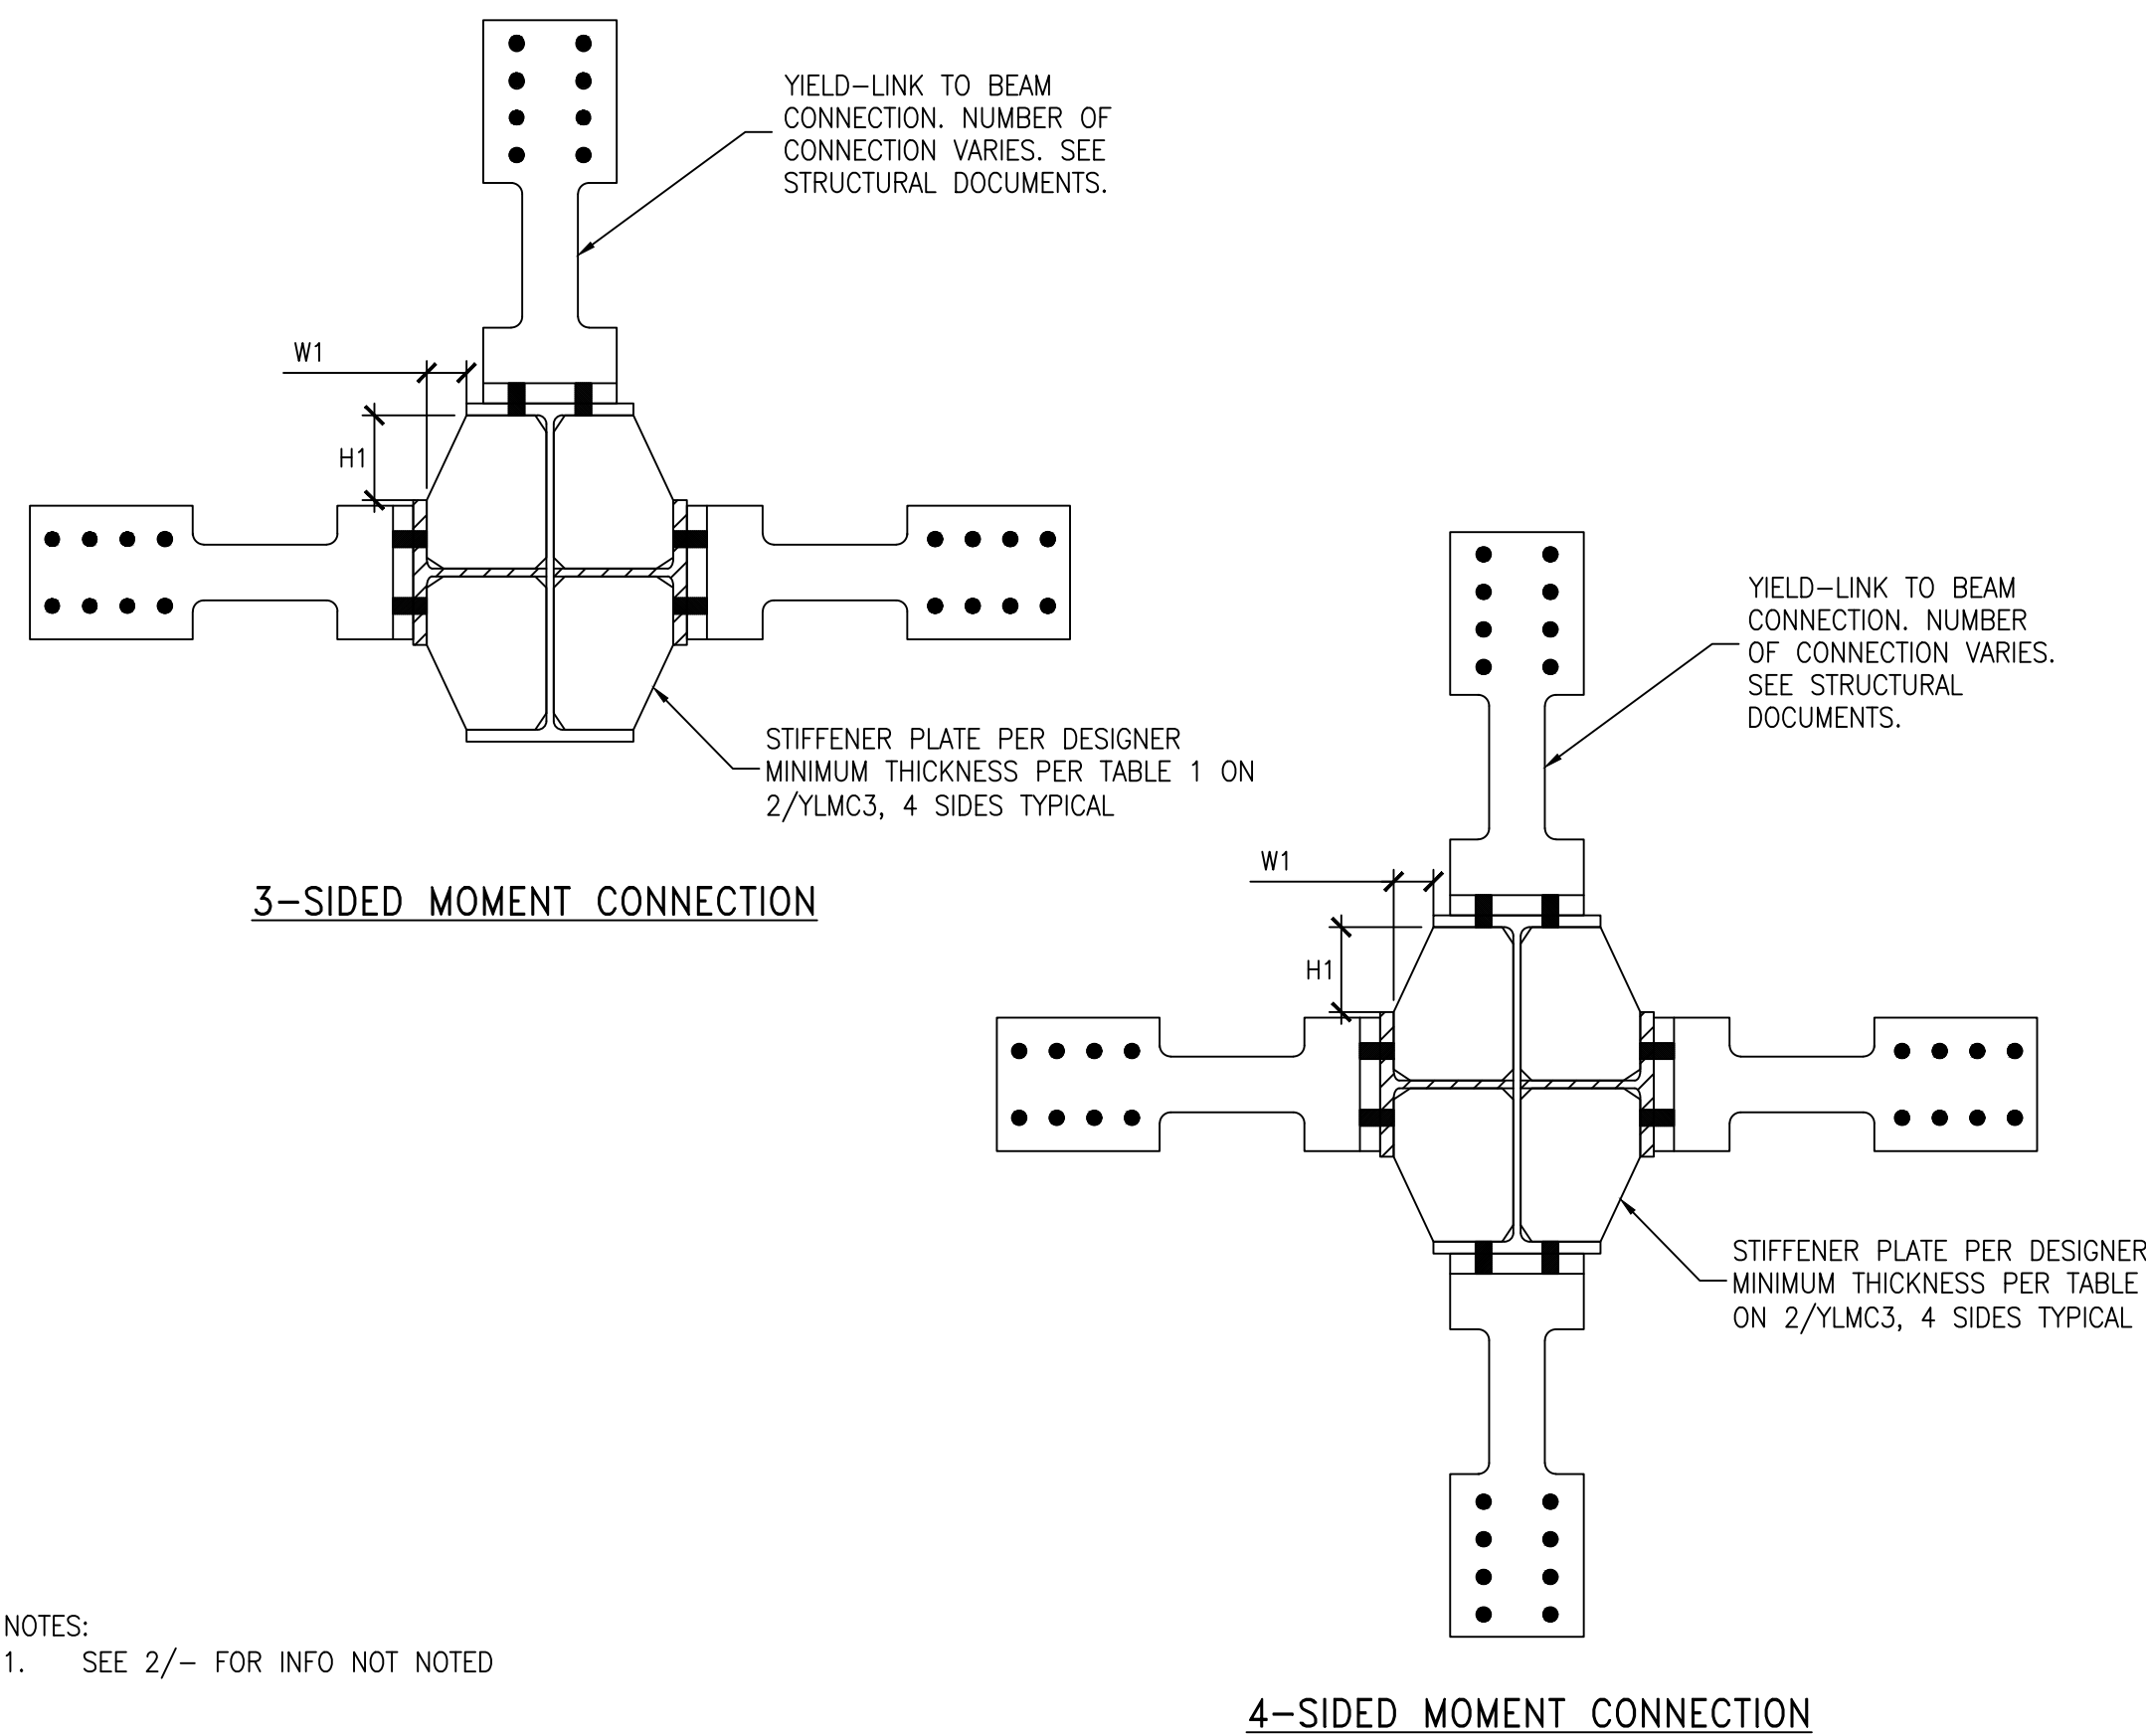 YIELD-LINK TO BEAM
CONNECTION. NUMBER OF
CONNECTION VARIES. SEE
STRUCTURAL DOCUMENTS.
W1
H1
STIFFENER PLATE PER DESIGNER
MINIMUM THICKNESS PER TABLE 1 ON
2/YLMC3, 4 SIDES TYPICAL
3-SIDED MOMENT CONNECTION
YIELD-LINK TO BEAM
CONNECTION. NUMBER
OF CONNECTION VARIES.
SEE STRUCTURAL
DOCUMENTS.
W1
H1
STIFFENER PLATE PER DESIGNER
MINIMUM THICKNESS PER TABLE
ON 2/YLMC3, 4 SIDES TYPICAL
4-SIDED MOMENT CONNECTION
NOTES:
1. SEE 2/- FOR INFO NOT NOTED